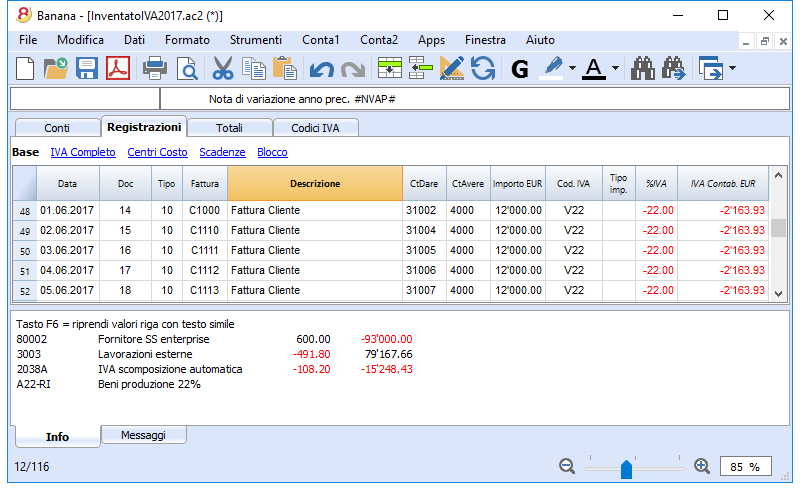 Banana - [InventatoIVA2017.ac2 (*)]
File Modifica Dati Formato Strumenti Conta1 Conta2 Apps Finestra Aiuto
G A
Nota di variazione anno prec. #NVAP#
Conti Registrazioni Totali Codici IVA
Base IVA Completo Centri Costo Scadenze Blocco
Data Doc Tipo Fattura Descrizione CtDare CtAvere Importo EUR Cod. IVA Tipo imp. %IVA IVA Contab. EUR
48 01.06.2017 14 10 C1000 Fattura Cliente 31002 4000 12'000.00 V22 -22.00 -2'163.93
49 02.06.2017 15 10 C1110 Fattura Cliente 31004 4000 12'000.00 V22 -22.00 -2'163.93
50 03.06.2017 16 10 C1111 Fattura Cliente 31005 4000 12'000.00 V22 -22.00 -2'163.93
51 04.06.2017 17 10 C1112 Fattura Cliente 31006 4000 12'000.00 V22 -22.00 -2'163.93
52 05.06.2017 18 10 C1113 Fattura Cliente 31007 4000 12'000.00 V22 -22.00 -2'163.93
Tasto F6 = riprendi valori riga con testo simile
80002 Fornitore SS enterprise 600.00 -93'000.00
3003 Lavorazioni esterne -491.80 79'167.66
2038A IVA scomposizione automatica -108.20 -15'248.43
A22-RI Beni produzione 22%
Info Messaggi
12/116 85 %